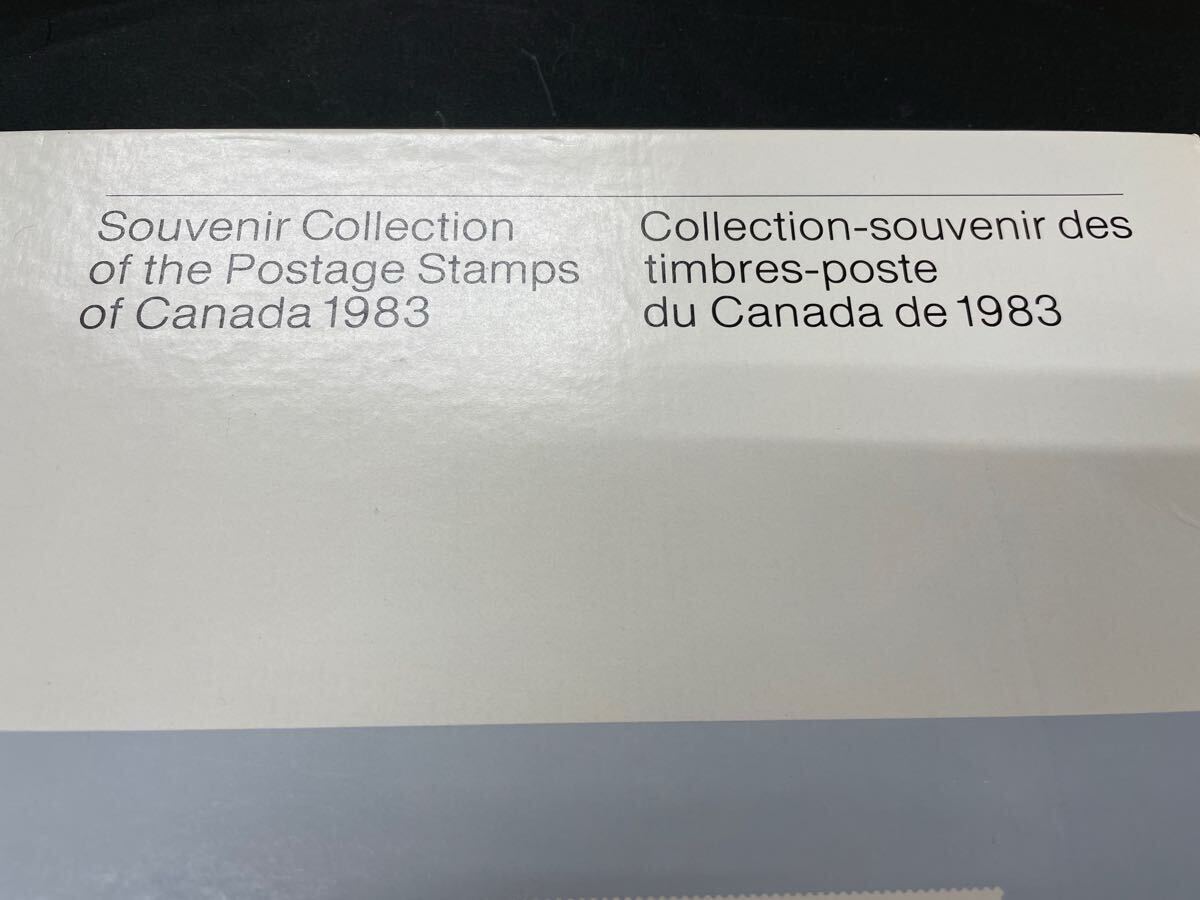 Souvenir Collection
of the Postage Stamps
of Canada 1983
Collection-souvenir des
timbres-poste
du Canada de 1983